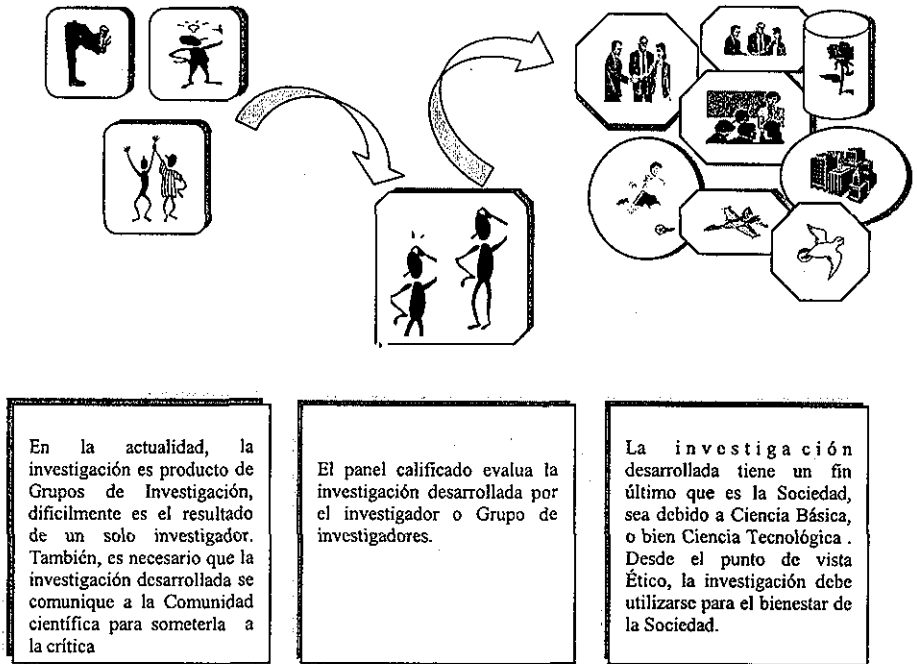 En la actualidad, la
investigación es producto de
Grupos de Investigación,
dificilmente es el resultado
de un solo investigador.
También, es necesario que la
investigación desarrollada se
comunique a la Comunidad
científica para someterla a
la crítica
El panel calificado evalua la
investigación desarrollada por
el investigador o Grupo de
investigadores.
La investigación
desarrollada tiene un fin
último que es la Sociedad,
sea debido a Ciencia Básica,
o bien Ciencia Tecnológica .
Desde el punto de vista
Ético, la investigación debe
utilizarse para el bienestar de
la Sociedad.